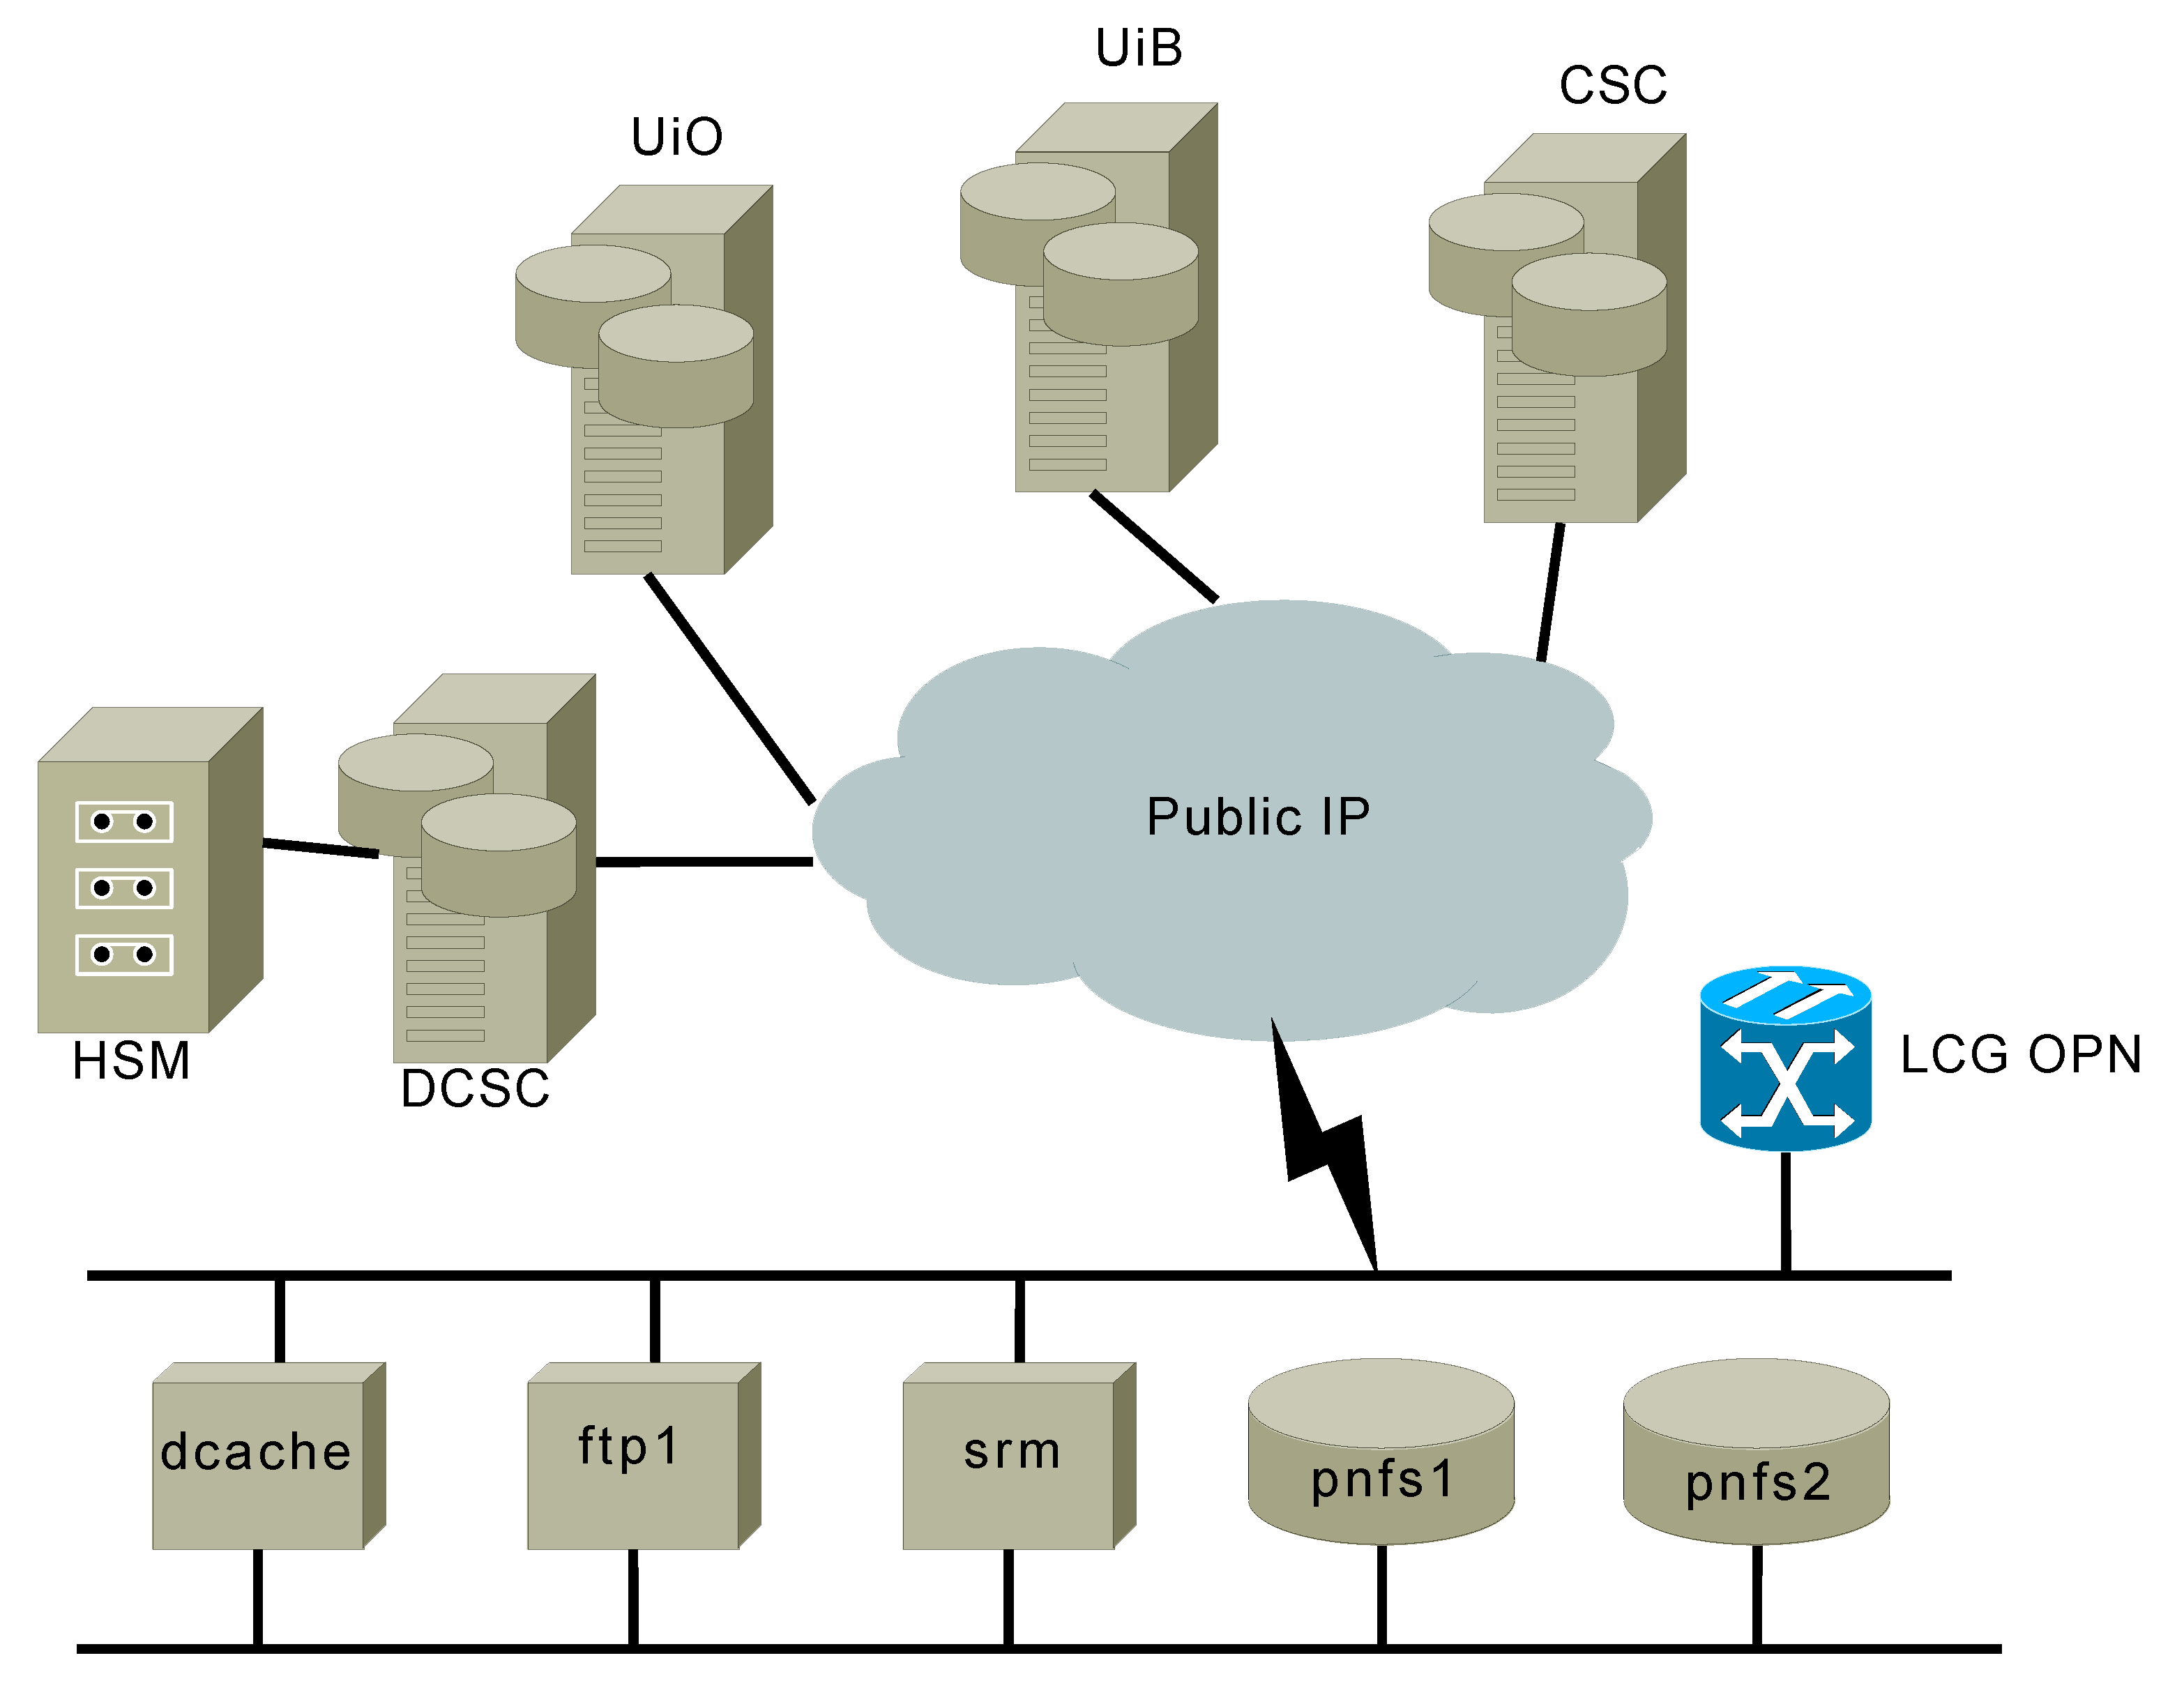 UiB
CSC
UiO
Public IP
HSM
DCSC
LCG OPN
dcache
ftp1
srm
pnfs1
pnfs2